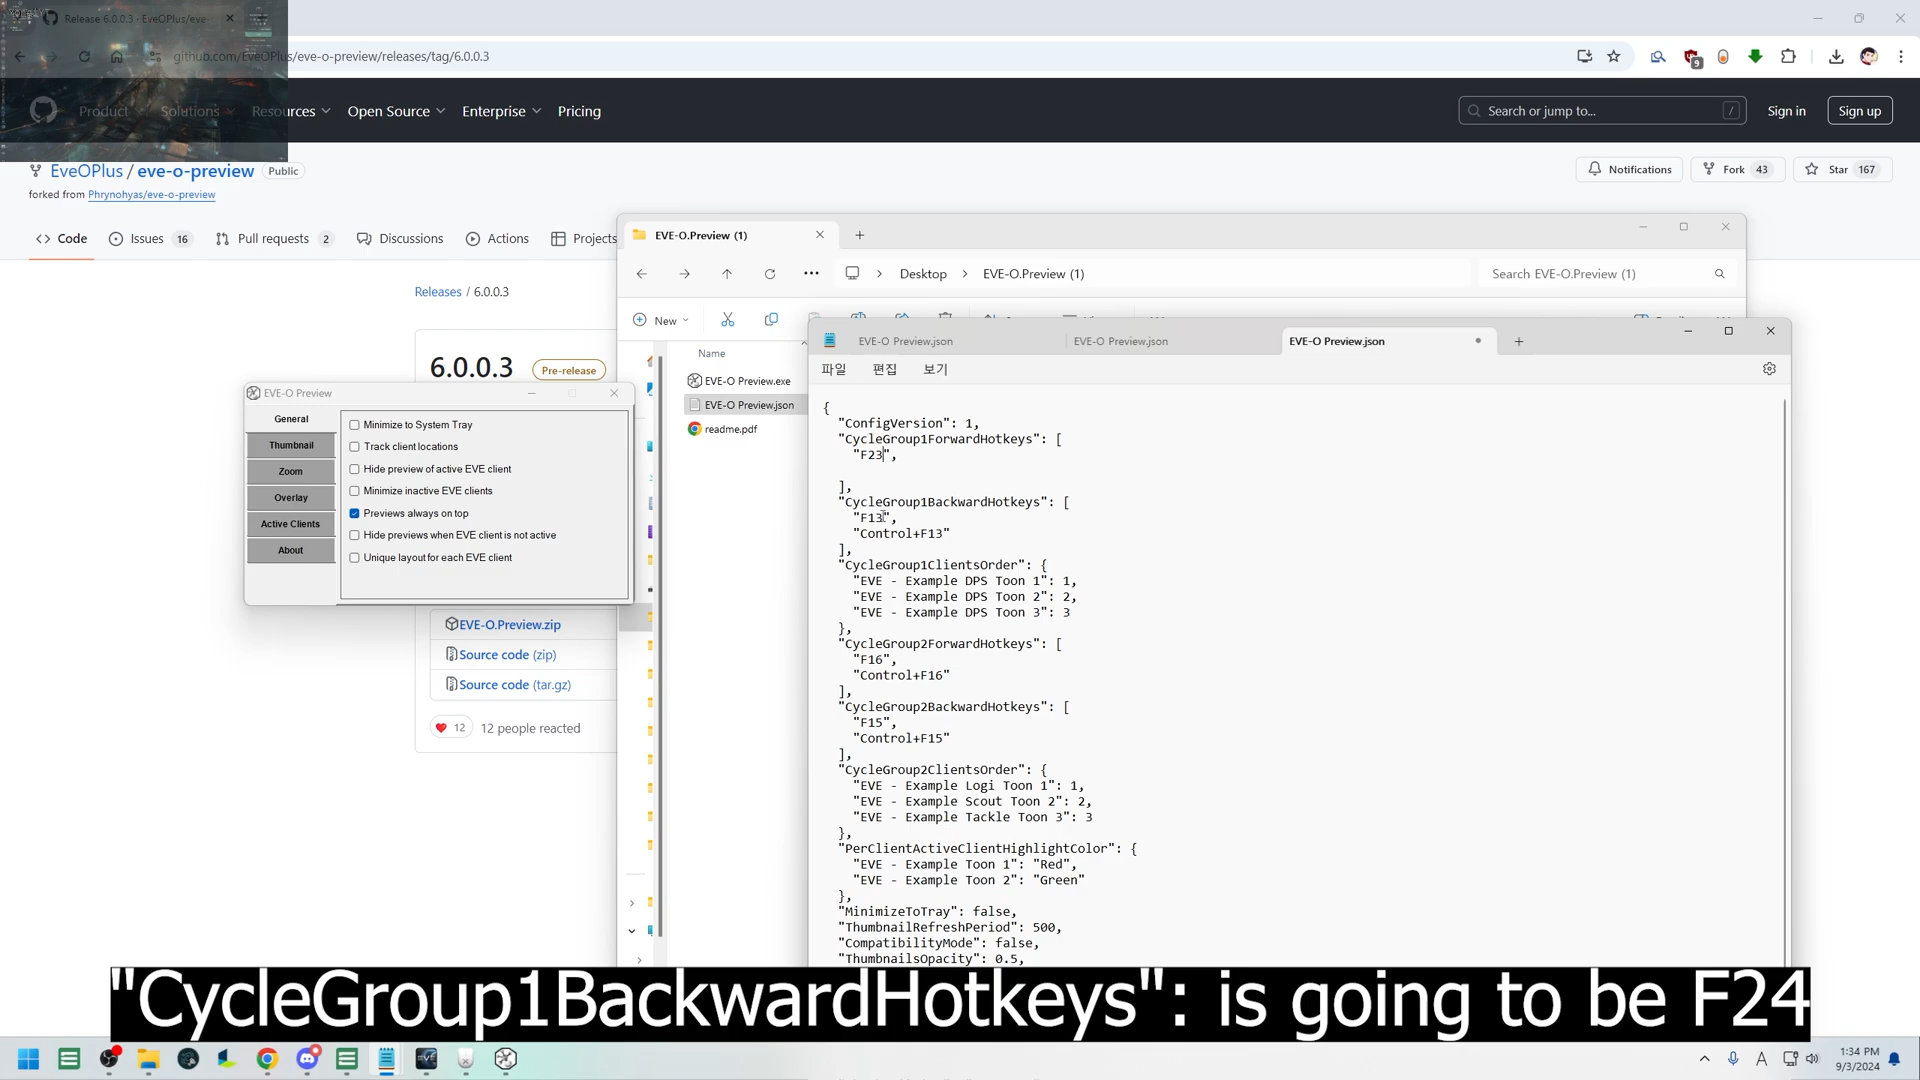 Release 6.0.0.3 · EveOPlus/eve-
github.com/EveOPlus/eve-o-preview/releases/tag/6.0.0.3
9
Product
Solutions
Resources
Open Source
Enterprise
Pricing
Search or jump to...
/
Sign in
Sign up
EveOPlus / eve-o-preview
Public
forked from Phrynohyas/eve-o-preview
Notifications
Fork 43
Star 167
Code
Issues 16
Pull requests 2
Discussions
Actions
Projects
Releases / 6.0.0.3
6.0.0.3
Pre-release
EVE-O.Preview.zip
Source code (zip)
Source code (tar.gz)
12
12 people reacted
EVE-O Preview
General
Thumbnail
Zoom
Overlay
Active Clients
About
Minimize to System Tray
Track client locations
Hide preview of active EVE client
Minimize inactive EVE clients
Previews always on top
Hide previews when EVE client is not active
Unique layout for each EVE client
EVE-O.Preview (1)
Desktop
EVE-O.Preview (1)
Search EVE-O.Preview (1)
New
Name
EVE-O Preview.exe
EVE-O Preview.json
readme.pdf
EVE-O Preview.json
EVE-O Preview.json
EVE-O Preview.json
파일
편집
보기
{
"ConfigVersion": 1,
"CycleGroup1ForwardHotkeys": [
"F23",
],
"CycleGroup1BackwardHotkeys": [
"F13",
"Control+F13"
],
"CycleGroup1ClientsOrder": {
"EVE - Example DPS Toon 1": 1,
"EVE - Example DPS Toon 2": 2,
"EVE - Example DPS Toon 3": 3
},
"CycleGroup2ForwardHotkeys": [
"F16",
"Control+F16"
],
"CycleGroup2BackwardHotkeys": [
"F15",
"Control+F15"
],
"CycleGroup2ClientsOrder": {
"EVE - Example Logi Toon 1": 1,
"EVE - Example Scout Toon 2": 2,
"EVE - Example Tackle Toon 3": 3
},
"PerClientActiveClientHighlightColor": {
"EVE - Example Toon 1": "Red",
"EVE - Example Toon 2": "Green"
},
"MinimizeToTray": false,
"ThumbnailRefreshPeriod": 500,
"CompatibilityMode": false,
"ThumbnailsOpacity": 0.5,
"CycleGroup1BackwardHotkeys": is going to be F24
A
1:34 PM
9/3/2024